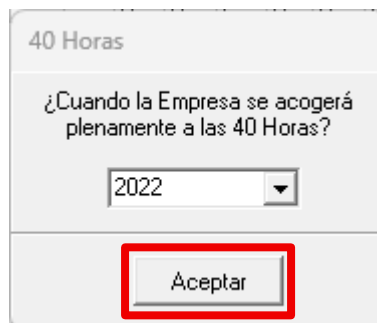 40 Horas
¿Cuando la Empresa se acogerá
plenamente a las 40 Horas?
2022
Aceptar